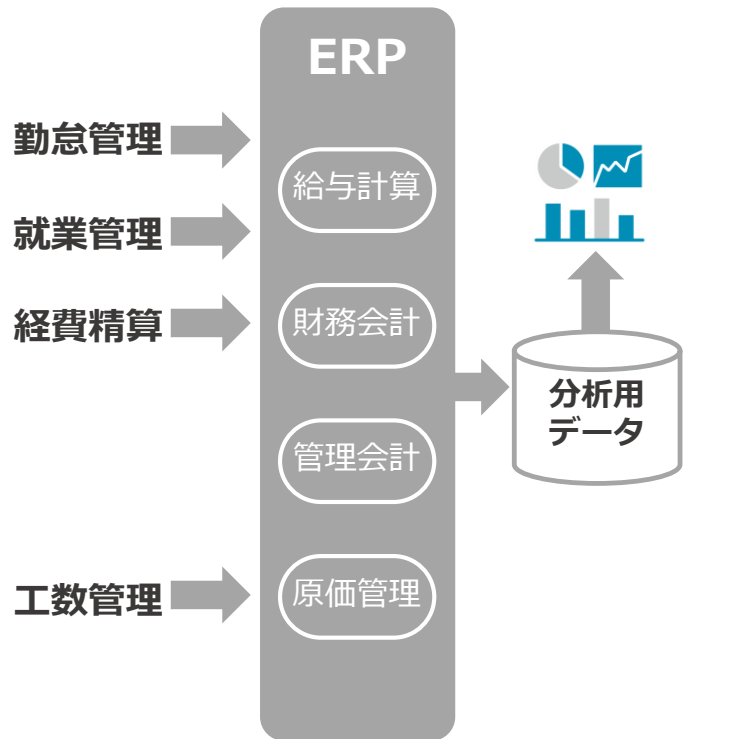 ERP
勤怠管理
給与計算
就業管理
経費精算
財務会計
分析用
データ
管理会計
工数管理
原価管理